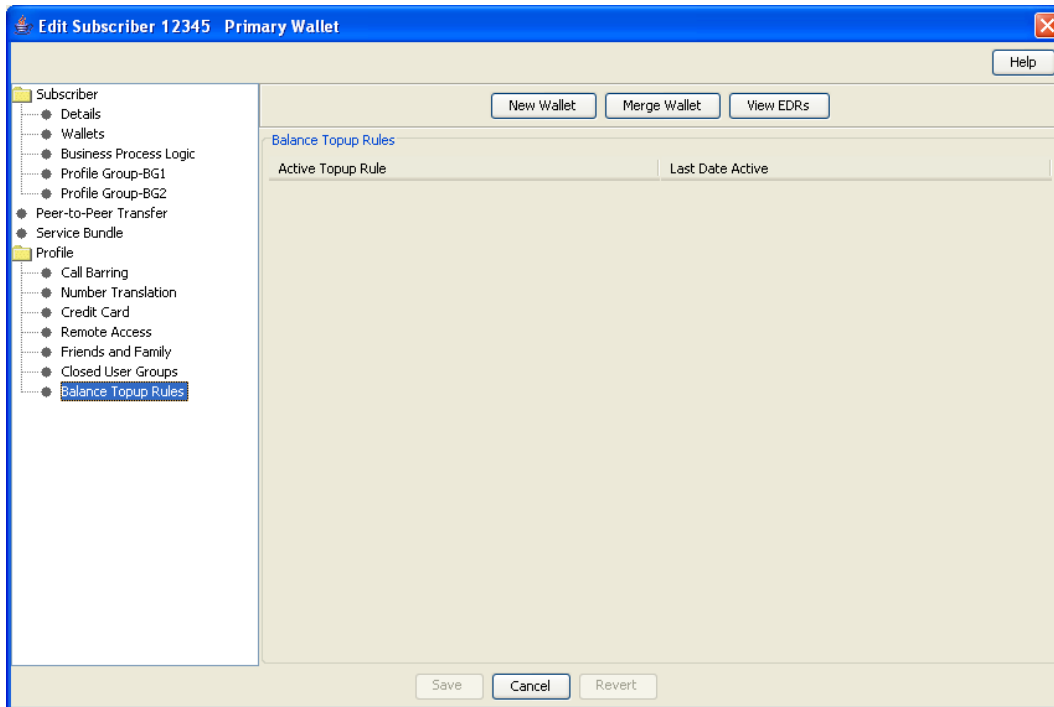 Edit Subscriber 12345 Primary Wallet
Help
Subscriber
Details
Wallets
Business Process Logic
Profile Group-BG1
Profile Group-BG2
Peer-to-Peer Transfer
Service Bundle
Profile
Call Barring
Number Translation
Credit Card
Remote Access
Friends and Family
Closed User Groups
Balance Topup Rules
New Wallet Merge Wallet View EDRs
Balance Topup Rules
Active Topup Rule Last Date Active
Save Cancel Revert